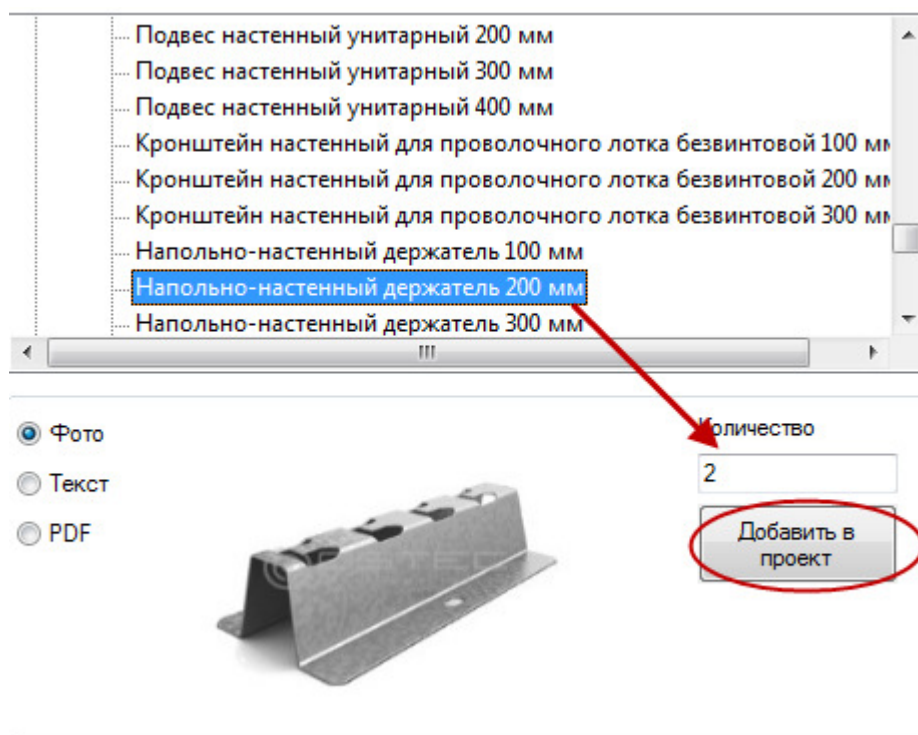 Подвес настенный унитарный 200 мм
Подвес настенный унитарный 300 мм
Подвес настенный унитарный 400 мм
Кронштейн настенный для проволочного лотка безвинтовой 100 мм
Кронштейн настенный для проволочного лотка безвинтовой 200 мм
Кронштейн настенный для проволочного лотка безвинтовой 300 мм
Напольно-настенный держатель 100 мм
Напольно-настенный держатель 200 мм
Напольно-настенный держатель 300 мм
Фото
Текст
PDF
Количество
2
Добавить в
проект